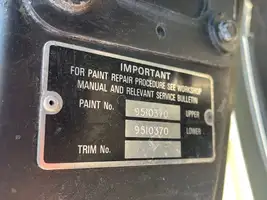 IMPORTANT
FOR PAINT REPAIR PROCEDURE SEE WORKSHOP
MANUAL AND RELEVANT SERVICE BULLETIN
PAINT No. 9510370 UPPER
9510370 LOWER
TRIM No.